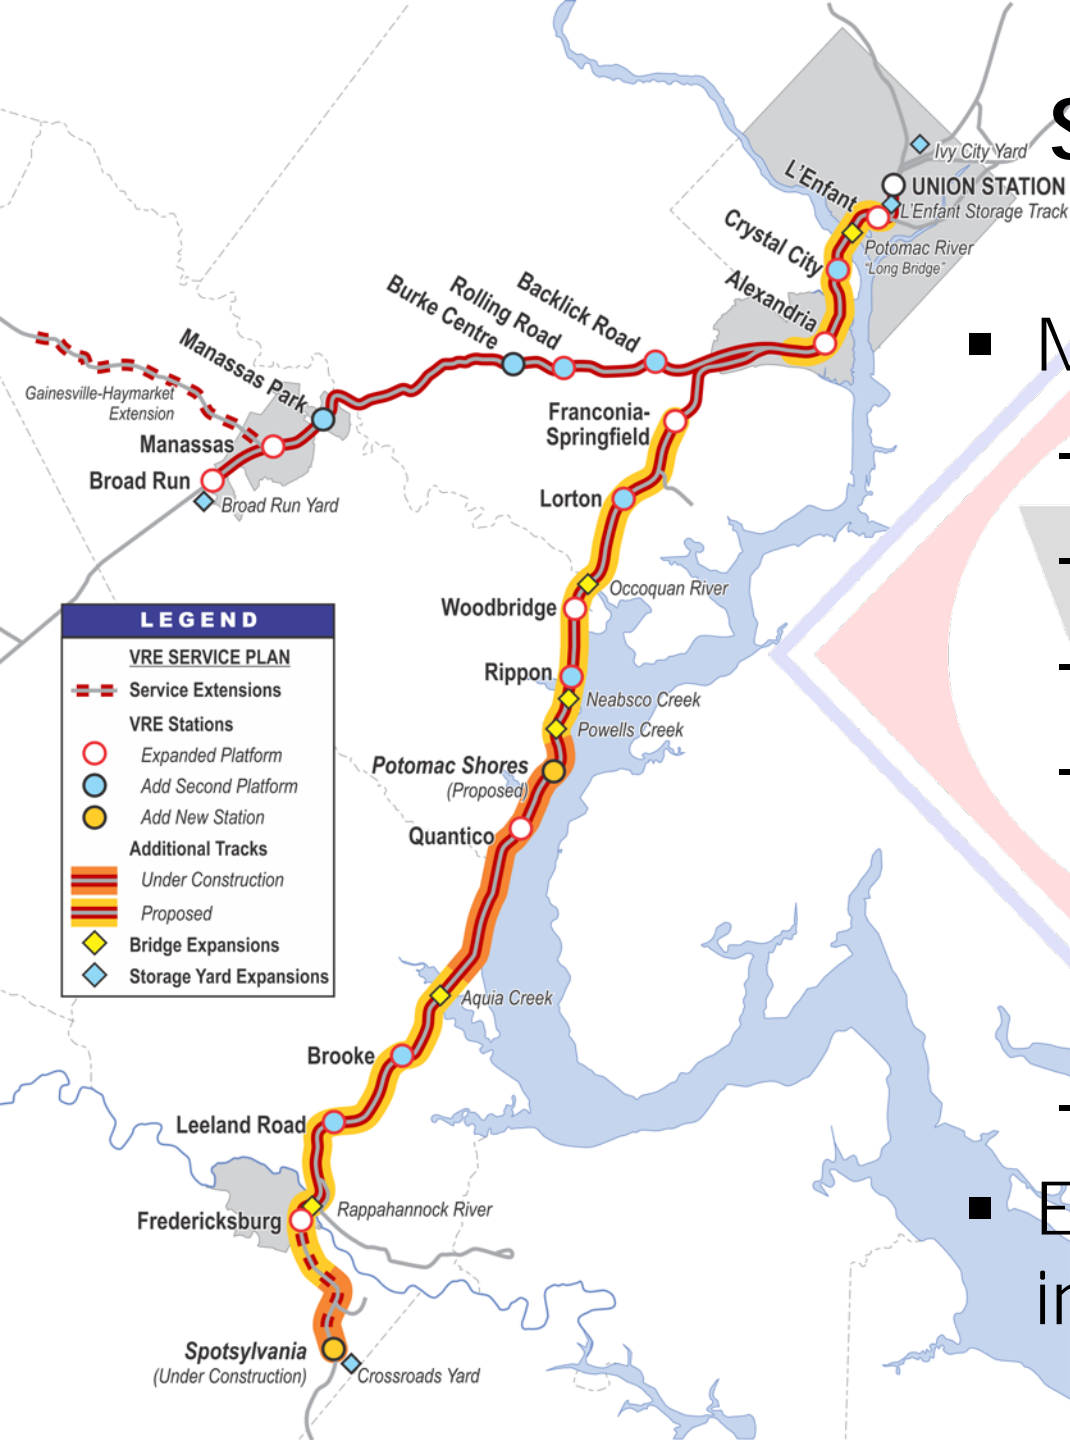 Ivy City Yard
UNION STATION
L'Enfant
L'Enfant Storage Track
Crystal City
Potomac River
"Long Bridge"
Alexandria
Backlick Road
Rolling Road
Burke Centre
Manassas Park
Gainesville-Haymarket
Extension
Manassas
Broad Run
Broad Run Yard
Franconia-
Springfield
Lorton
Occoquan River
Woodbridge
Rippon
Neabsco Creek
Powells Creek
Potomac Shores
(Proposed)
Quantico
LEGEND
VRE SERVICE PLAN
Service Extensions
VRE Stations
Expanded Platform
Add Second Platform
Add New Station
Additional Tracks
Under Construction
Proposed
Bridge Expansions
Storage Yard Expansions
Aquia Creek
Brooke
Leeland Road
Rappahannock River
Fredericksburg
Spotsylvania
(Under Construction)
Crossroads Yard